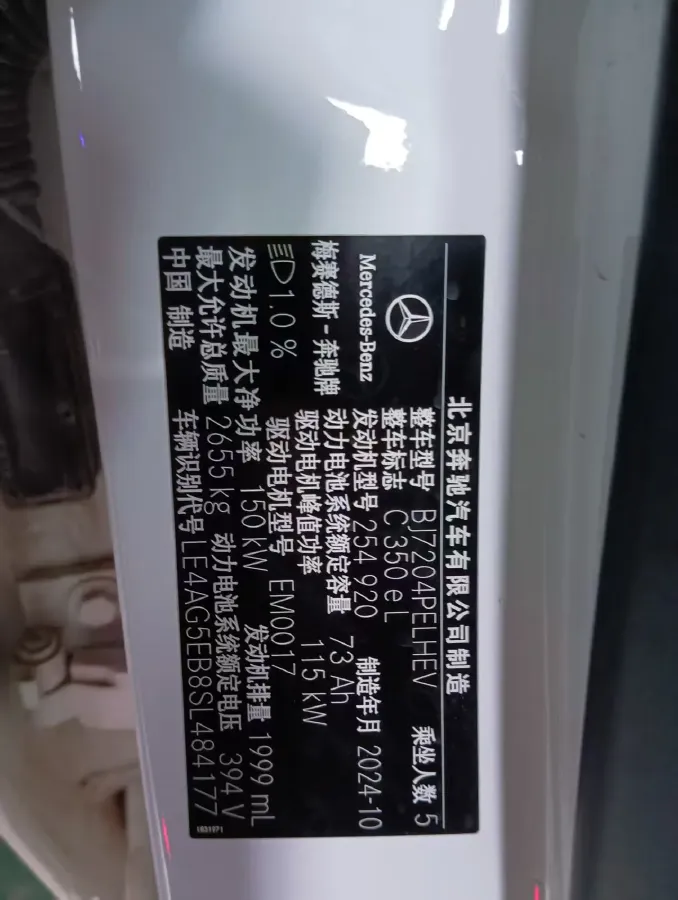 北京奔驰汽车有限公司制造
Mercedes-Benz
梅赛德斯-奔驰牌
整车型号 BJ7204PELHEV 乘坐人数 5
整车标志 C 350 e L
发动机型号 254 920 制造年月 2024-10
动力电池系统额定容量 73 Ah
驱动电机峰值功率 115 kW
1.0 % 驱动电机型号 EM0017
发动机最大净功率 150 kW 发动机排量 1999 mL
最大允许总质量 2655 kg 动力电池系统额定电压 394 V
中国 制造 车辆识别代号 LE4AG5EB8SL484177